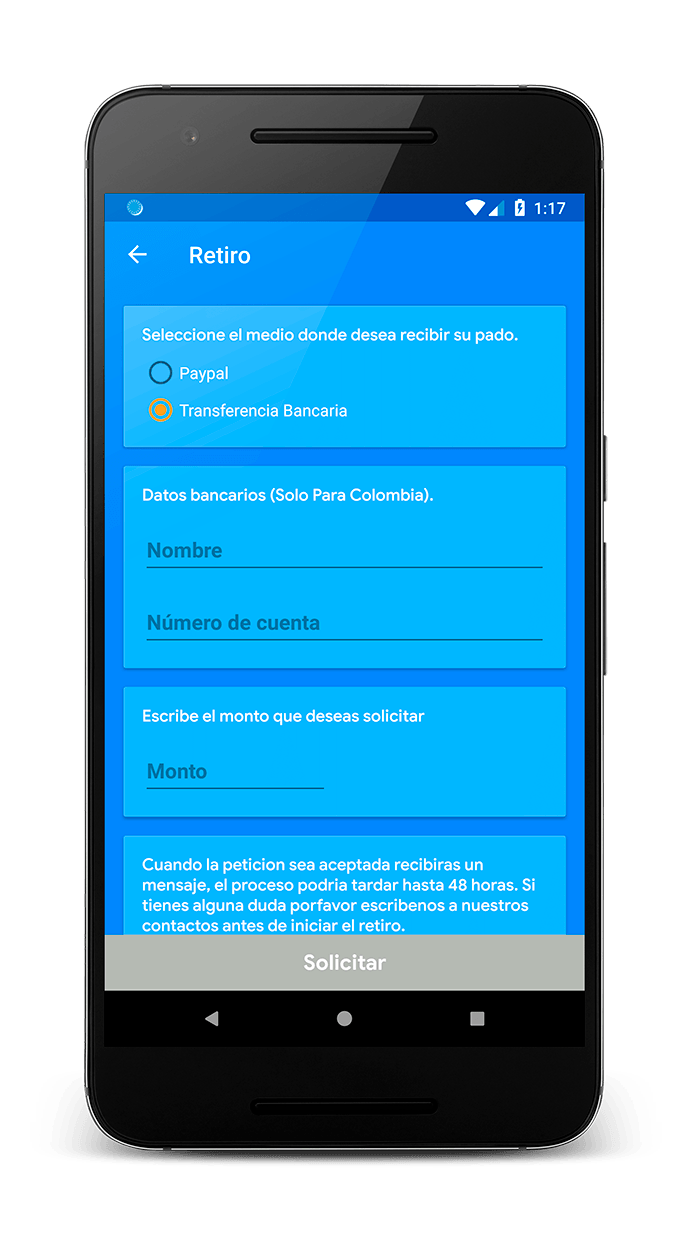 1:17
Retiro
Seleccione el medio donde desea recibir su pado.
Paypal
Transferencia Bancaria
Datos bancarios (Solo Para Colombia).
Nombre
Número de cuenta
Escribe el monto que deseas solicitar
Monto
Cuando la peticion sea aceptada recibiras un
mensaje, el proceso podria tardar hasta 48 horas. Si
tienes alguna duda porfavor escribenos a nuestros
contactos antes de iniciar el retiro.
Solicitar